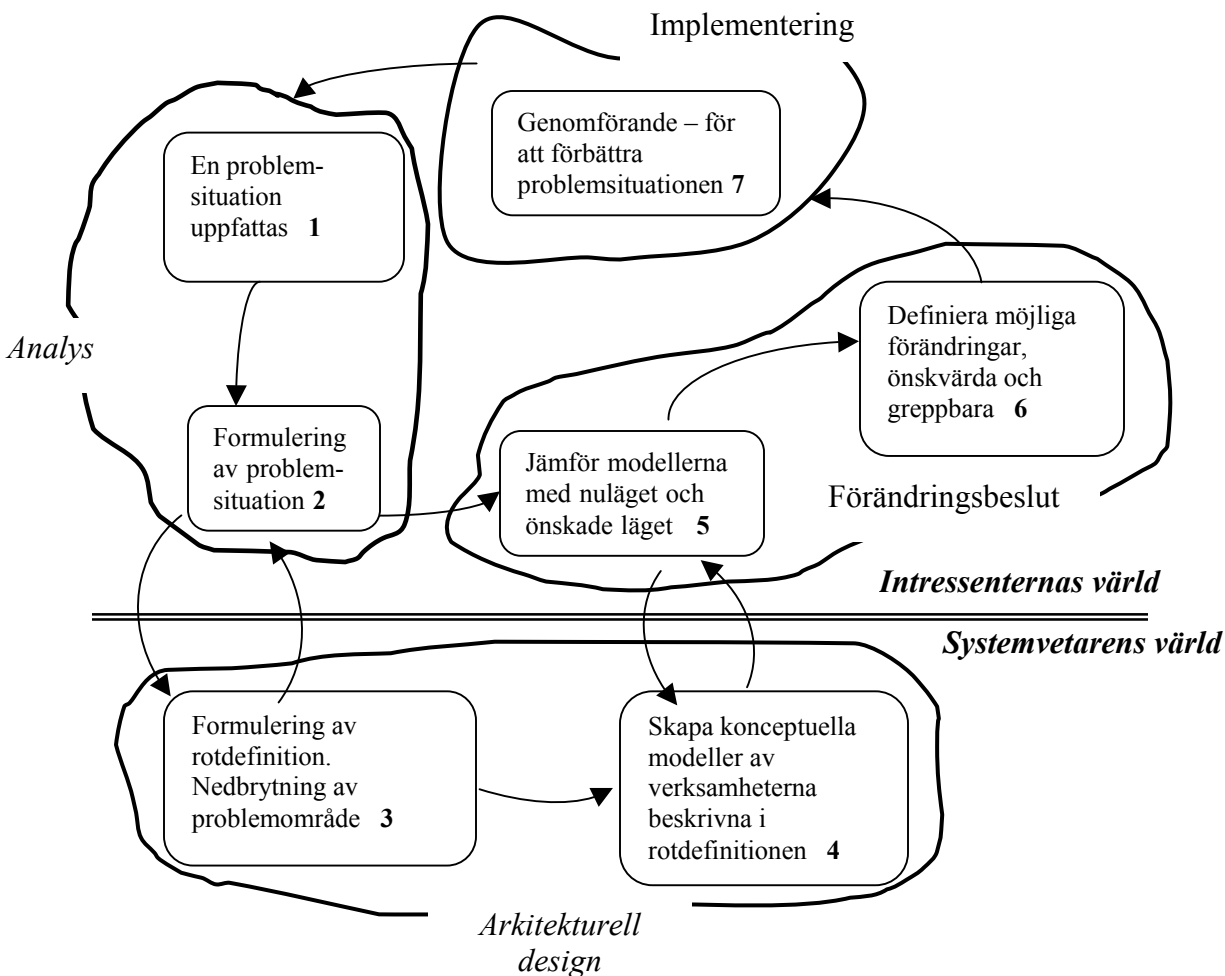 Implementering
Genomförande – för
att förbättra
problemsituationen 7
En problem-
situation
uppfattas 1
Analys
Definiera möjliga
förändringar,
önskvärda och
greppbara 6
Formulering
av problem-
situation 2
Jämför modellerna
med nuläget och
önskade läget 5
Förändringsbeslut
Intressenternas värld
Systemvetarens värld
Formulering av
rotdefinition.
Nedbrytning av
problemområde 3
Skapa konceptuella
modeller av
verksamheterna
beskrivna i
rotdefinitionen 4
Arkitekturell
design